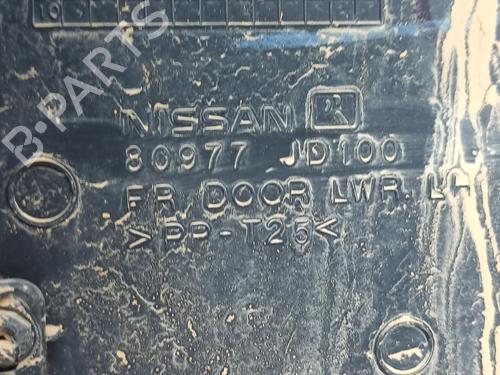 B-PARTS
NISSAN
80977 JD100
FR DOOR LWR LH
>PP-T25<